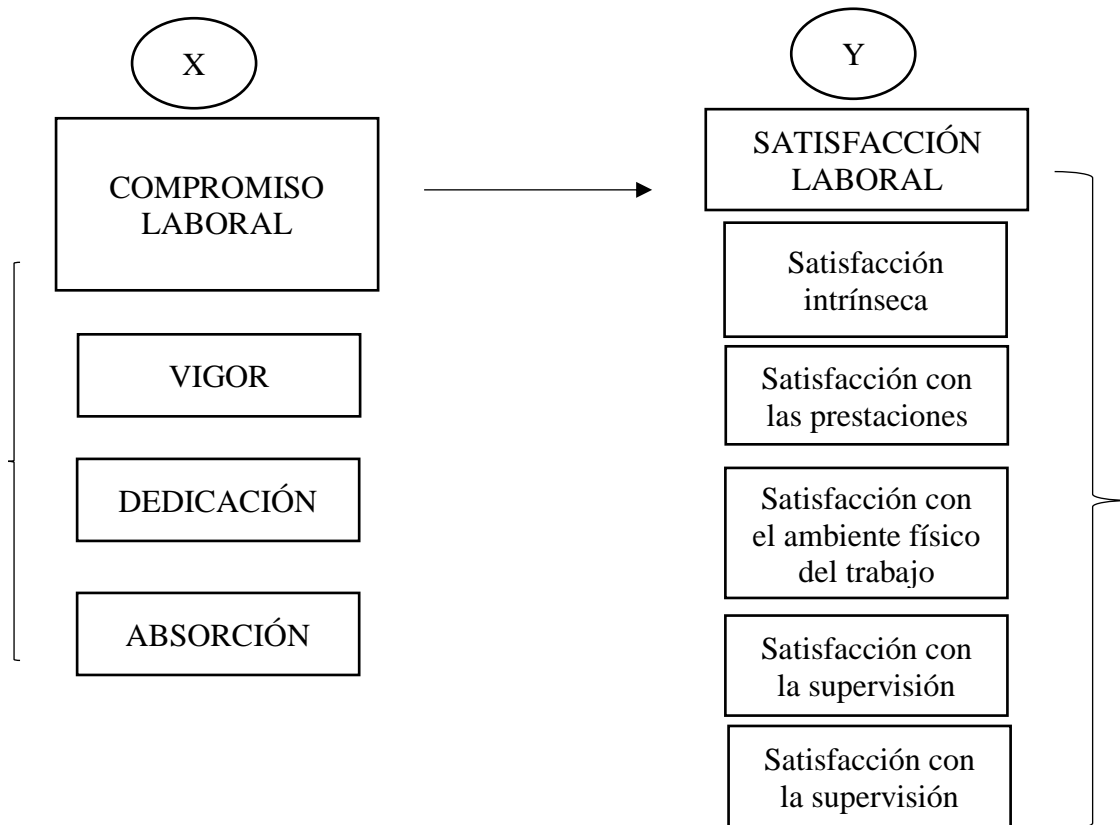 X
COMPROMISO
LABORAL
VIGOR
DEDICACIÓN
ABSORCIÓN
Y
SATISFACCIÓN
LABORAL
Satisfacción
intrínseca
Satisfacción con
las prestaciones
Satisfacción con
el ambiente físico
del trabajo
Satisfacción con
la supervisión
Satisfacción con
la supervisión